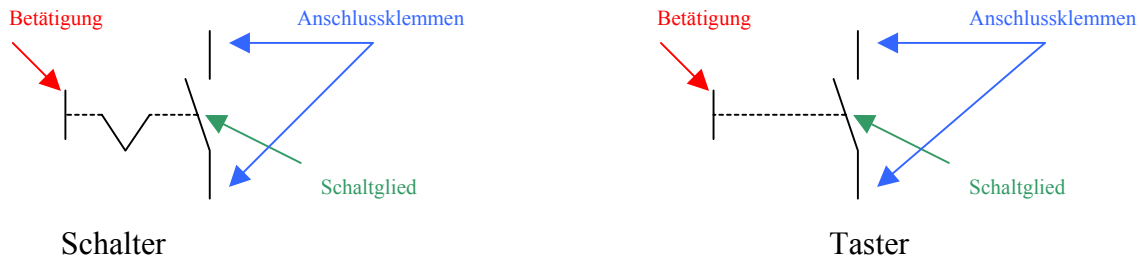 Betätigung
Anschlussklemmen
Schaltglied
Schalter
Betätigung
Anschlussklemmen
Schaltglied
Taster